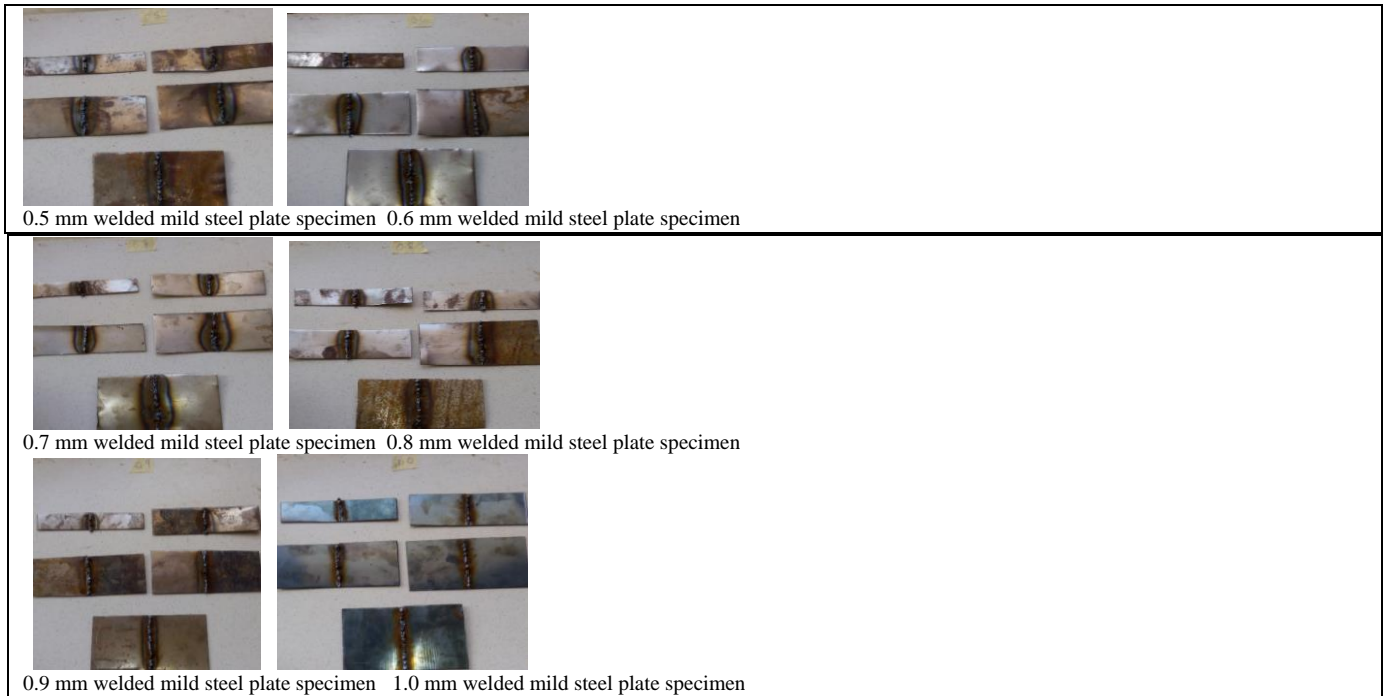 0.5 mm welded mild steel plate specimen 0.6 mm welded mild steel plate specimen
0.7 mm welded mild steel plate specimen 0.8 mm welded mild steel plate specimen
0.9 mm welded mild steel plate specimen 1.0 mm welded mild steel plate specimen